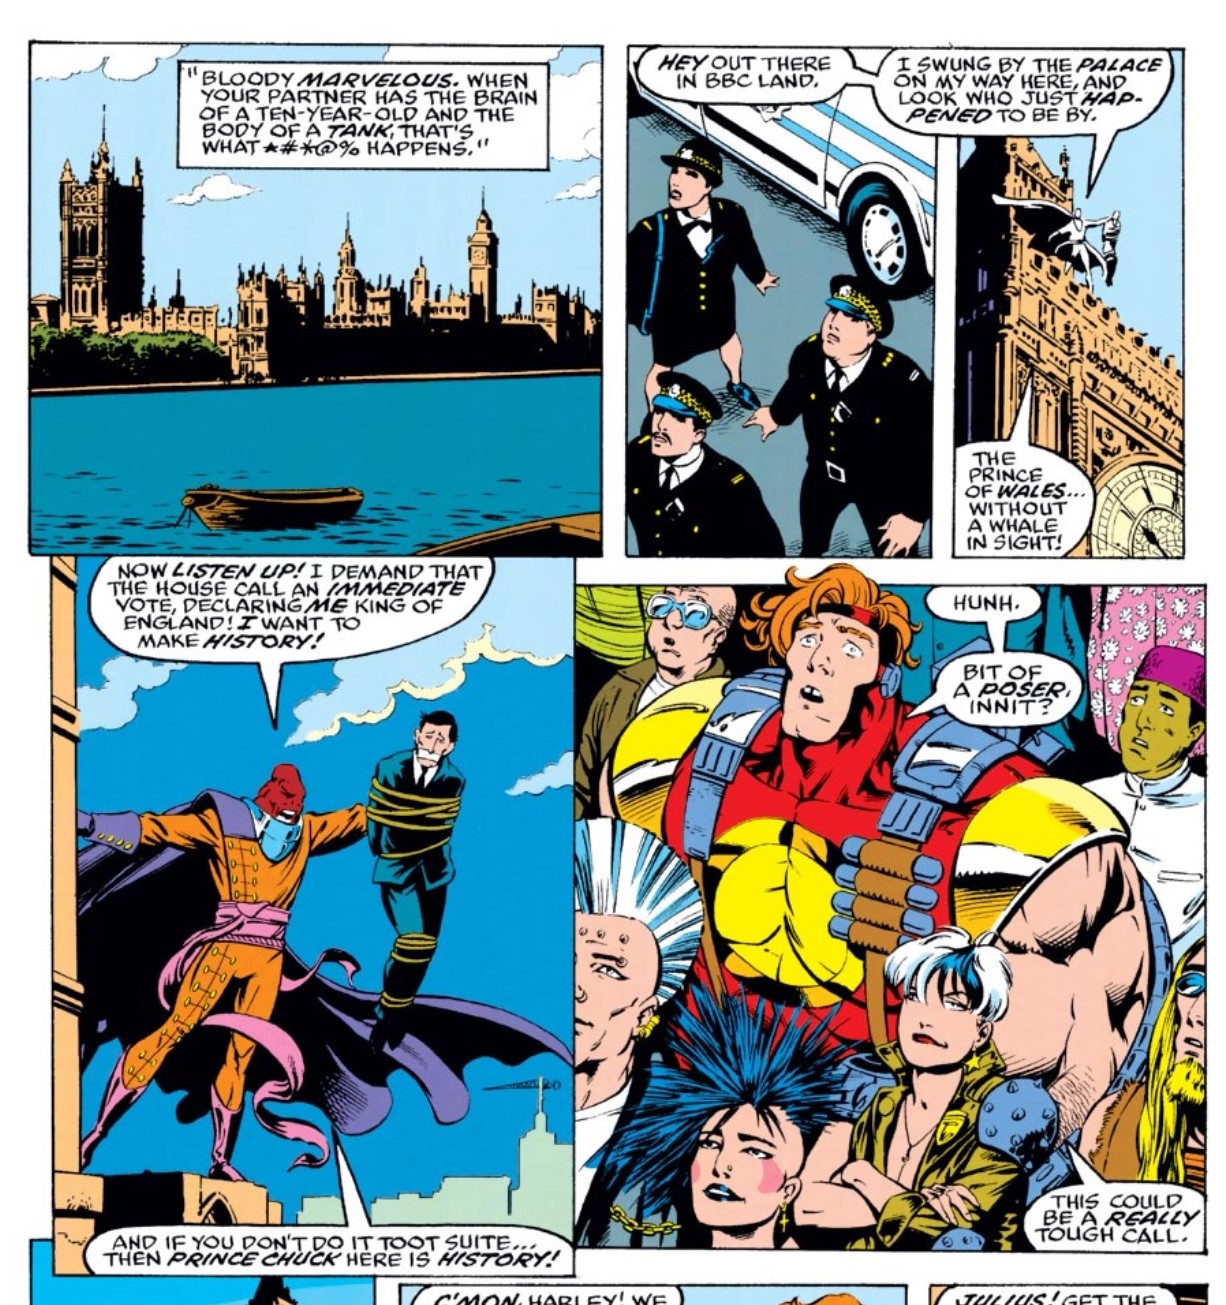 "BLOODY MARVELOUS. WHEN
YOUR PARTNER HAS THE BRAIN
OF A TEN-YEAR-OLD AND THE
BODY OF A TANK, THAT'S
WHAT *#*@% HAPPENS."
HEY OUT THERE
IN BBC LAND.
I SWUNG BY THE PALACE
ON MY WAY HERE, AND
LOOK WHO JUST HAP-
PENED TO BE BY.
THE
PRINCE
OF WALES...
WITHOUT
A WHALE
IN SIGHT!
NOW LISTEN UP! I DEMAND THAT
THE HOUSE CALL AN IMMEDIATE
VOTE, DECLARING ME KING OF
ENGLAND! I WANT TO
MAKE HISTORY!
AND IF YOU DON'T DO IT TOOT SUITE...
THEN PRINCE CHUCK HERE IS HISTORY!
HUNH.
BIT OF
A POSER,
INNIT?
THIS COULD
BE A REALLY
TOUGH CALL.
C'MON, HARLEY! WE
JULIUS! GET THE